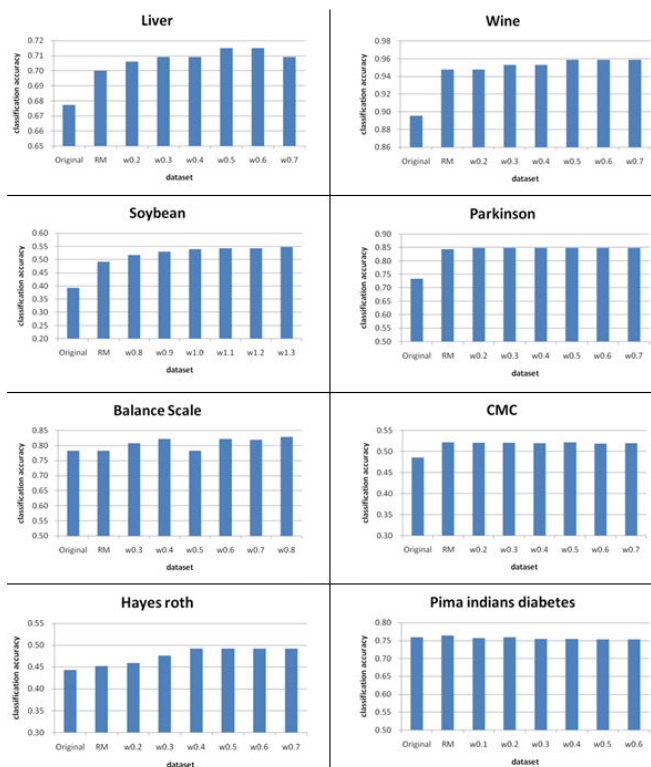 Liver
classification accuracy
0.72
0.71
0.70
0.69
0.68
0.67
0.66
0.65
Original RM w0.2 w0.3 w0.4 w0.5 w0.6 w0.7
dataset
Wine
classification accuracy
0.98
0.96
0.94
0.92
0.90
0.88
0.86
Original RM w0.2 w0.3 w0.4 w0.5 w0.6 w0.7
dataset
Soybean
classification accuracy
0.60
0.55
0.50
0.45
0.40
0.35
0.30
0.25
0.20
Original RM w0.8 w0.9 w1.0 w1.1 w1.2 w1.3
dataset
Parkinson
classification accuracy
0.90
0.85
0.80
0.75
0.70
0.65
0.60
0.55
0.50
Original RM w0.2 w0.3 w0.4 w0.5 w0.6 w0.7
dataset
Balance Scale
classification accuracy
0.85
0.80
0.75
0.70
0.65
0.60
0.55
0.50
Original RM w0.3 w0.4 w0.5 w0.6 w0.7 w0.8
dataset
CMC
classification accuracy
0.55
0.50
0.45
0.40
0.35
0.30
Original RM w0.2 w0.3 w0.4 w0.5 w0.6 w0.7
dataset
Hayes roth
classification accuracy
0.55
0.50
0.45
0.40
0.35
0.30
Original RM w0.2 w0.3 w0.4 w0.5 w0.6 w0.7
dataset
Pima indians diabetes
classification accuracy
0.80
0.75
0.70
0.65
0.60
0.55
0.50
Original RM w0.1 w0.2 w0.3 w0.4 w0.5 w0.6
dataset